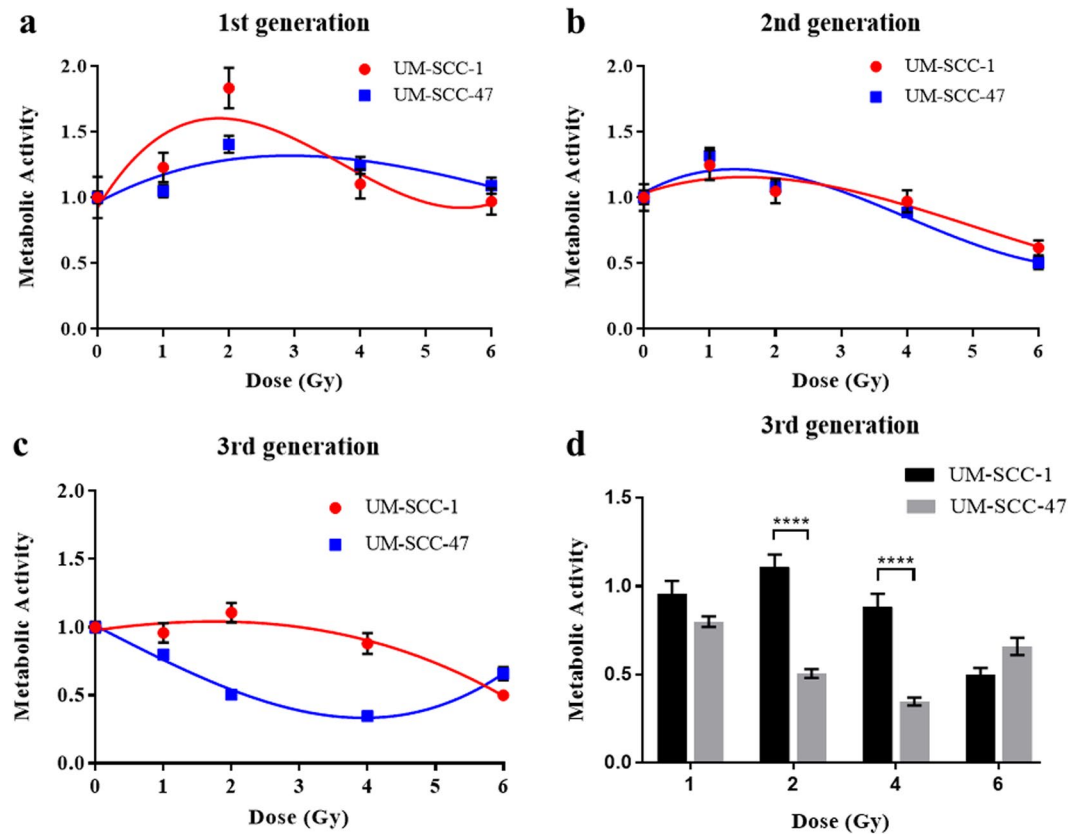 a
1st generation
2.0
1.5
1.0
0.5
0.0
Metabolic Activity
UM-SCC-1
UM-SCC-47
0 1 2 3 4 5 6
Dose (Gy)
b
2nd generation
2.0
1.5
1.0
0.5
0.0
Metabolic Activity
UM-SCC-1
UM-SCC-47
0 1 2 3 4 5 6
Dose (Gy)
c
3rd generation
2.0
1.5
1.0
0.5
0.0
Metabolic Activity
UM-SCC-1
UM-SCC-47
0 1 2 3 4 5 6
Dose (Gy)
d
3rd generation
UM-SCC-1
UM-SCC-47
1.5
1.0
0.5
0.0
Metabolic Activity
****
****
1 2 4 6
Dose (Gy)